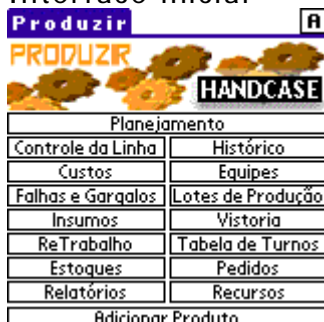 Interface Inicial
Produzir A
PRODUZIR
HANDCASE
Planejamento
Controle da Linha Histórico
Custos Equipes
Falhas e Gargalos Lotes de Produção
Insumos Vistoria
ReTrabalho Tabela de Turnos
Estoques Pedidos
Relatórios Recursos
Adicionar Produto